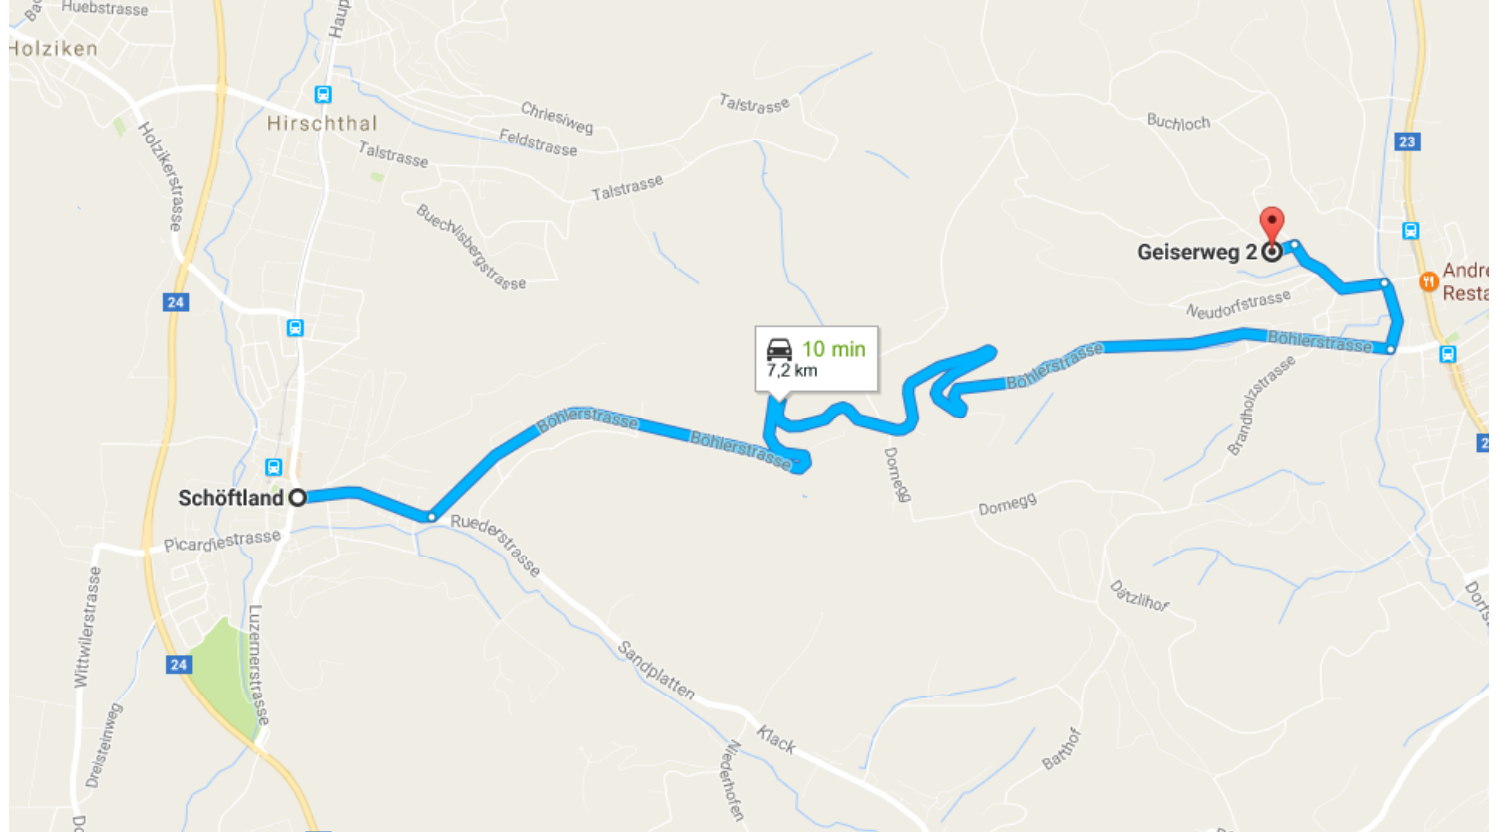 Huebstrasse
Holziken
Hirschthal
Holzikerstrasse
Talstrasse
Chriesiweg
Feldstrasse
Talstrasse
Talstrasse
Buechlisbergstrasse
Buchloch
23
Geiserweg 2
Neudorfstrasse
Andre
Resta
24
10 min
7,2 km
Böhlerstrasse
Böhlerstrasse
Böhlerstrasse
Böhlerstrasse
Brandholzstrasse
Schöftland
Picardiestrasse
Ruederstrasse
Dornegg
Dornegg
Dätzlihof
Wittwilerstrasse
Luzernerstrasse
24
Sandplatten
Dreisteinweg
Klack
Niederhofen
Batthof